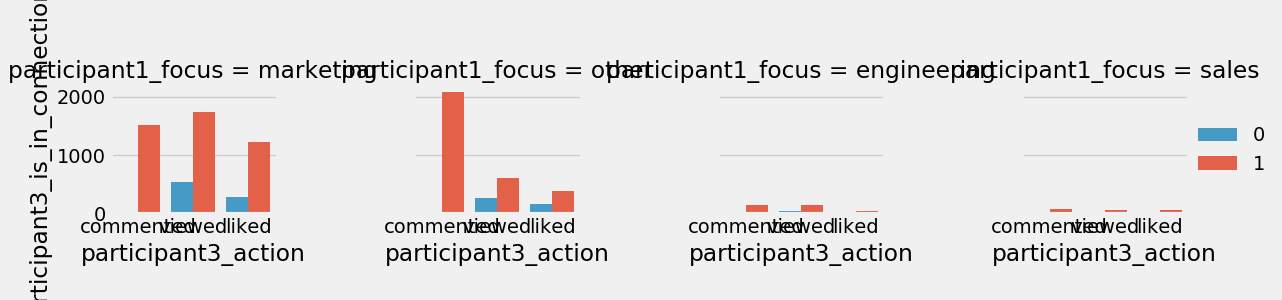 participant1_focus = marketing
participant1_focus = other
participant1_focus = engineering
participant1_focus = sales
2000
1000
0
commented viewed liked
commented viewed liked
commented viewed liked
commented viewed liked
participant3_action
participant3_action
participant3_action
participant3_action
0
1